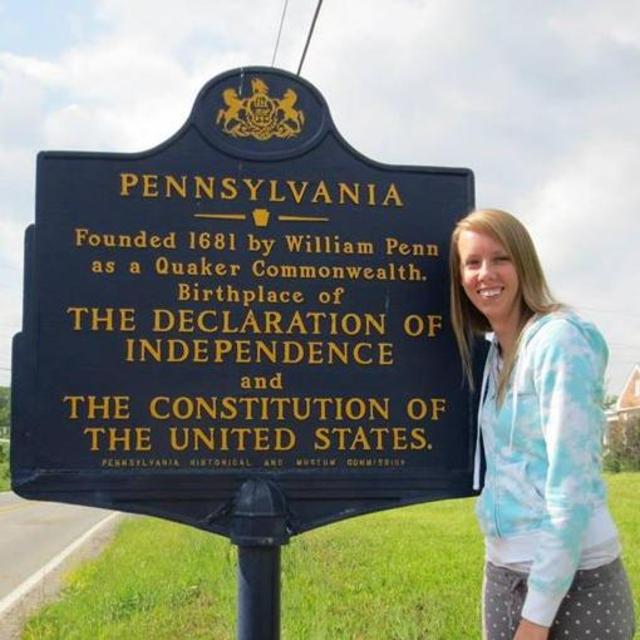 PENNSYLVANIA
Founded 1681 by William Penn
as a Quaker Commonwealth.
Birthplace of
THE DECLARATION OF
INDEPENDENCE
and
THE CONSTITUTION OF
THE UNITED STATES.
PENNSYLVANIA HISTORICAL AND MUSEUM COMMISSION